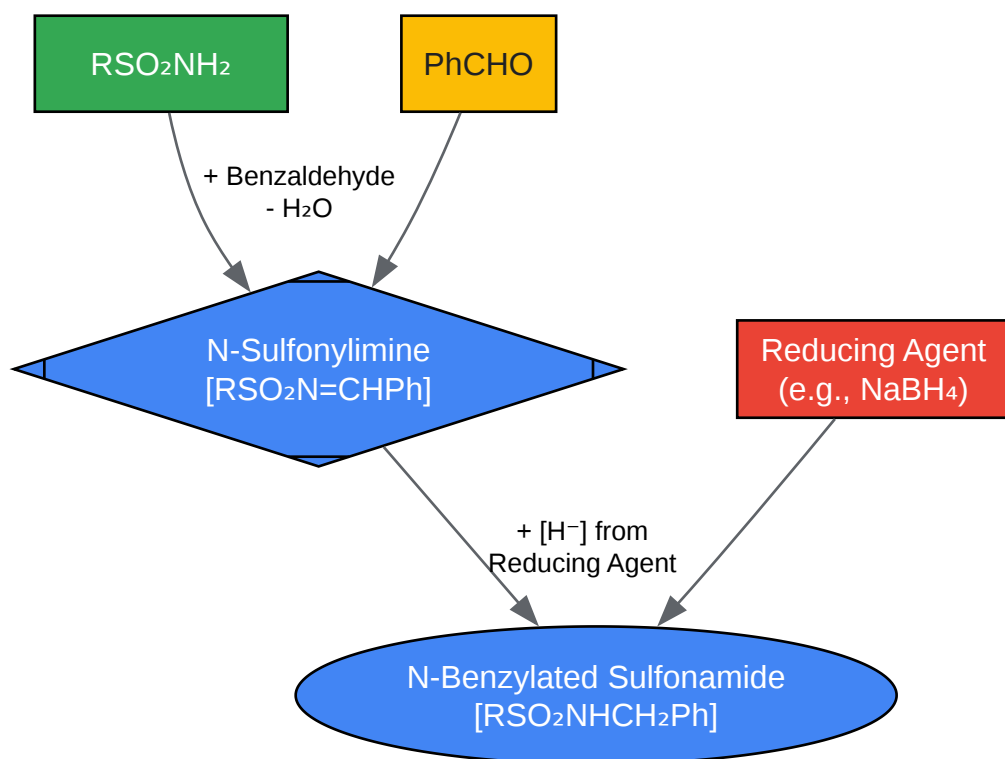 RSO₂NH₂
PhCHO
+ Benzaldehyde
- H₂O
N-Sulfonylimine
[RSO₂N=CHPh]
Reducing Agent
(e.g., NaBH₄)
+ [H⁻] from
Reducing Agent
N-Benzylated Sulfonamide
[RSO₂NHCH₂Ph]